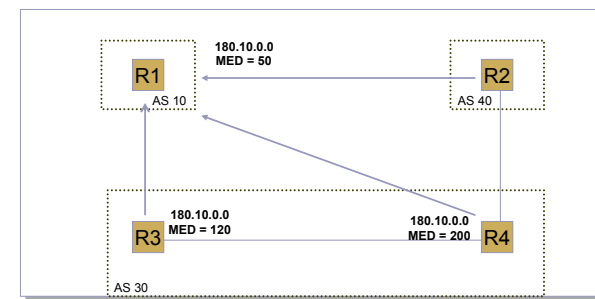 180.10.0.0
MED = 50
R1
R2
AS 10
AS 40
180.10.0.0
MED = 120
180.10.0.0
MED = 200
R3
R4
AS 30